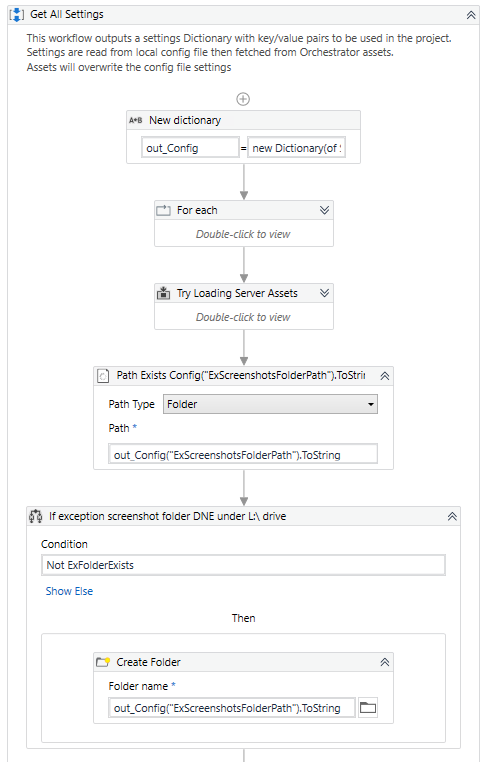 Get All Settings
This workflow outputs a settings Dictionary with key/value pairs to be used in the project.
Settings are read from local config file then fetched from Orchestrator assets.
Assets will overwrite the config file settings
A+B New dictionary
out_Config = new Dictionary(of
For each
Double-click to view
Try Loading Server Assets
Double-click to view
Path Exists Config("ExScreenshotsFolderPath").ToStri
Path Type Folder
Path *
out_Config("ExScreenshotsFolderPath").ToString
If exception screenshot folder DNE under L:\ drive
Condition
Not ExFolderExists
Show Else
Then
Create Folder
Folder name *
out_Config("ExScreenshotsFolderPath").ToString